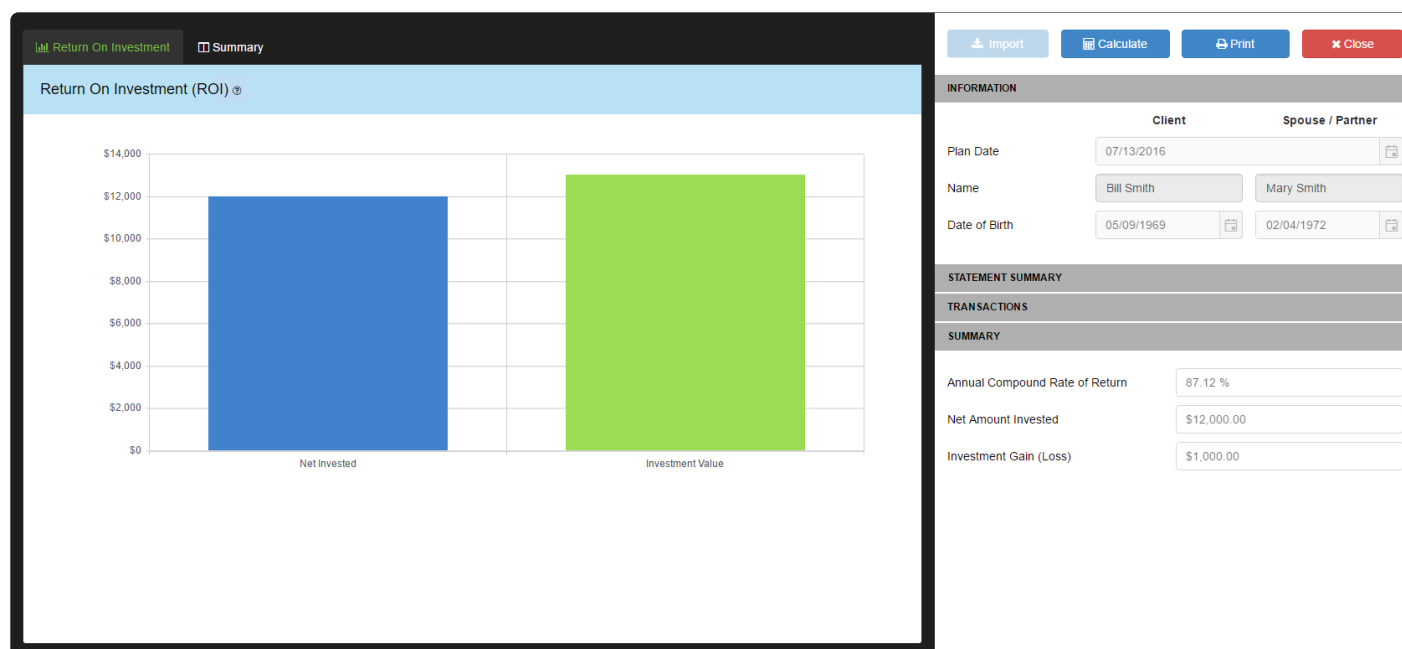 Return On Investment
Summary
Return On Investment (ROI)
$14,000
$12,000
$10,000
$8,000
$6,000
$4,000
$2,000
$0
Net Invested
Investment Value
Import
Calculate
Print
Close
INFORMATION
Client Spouse / Partner
Plan Date 07/13/2016
Name Bill Smith Mary Smith
Date of Birth 05/09/1969 02/04/1972
STATEMENT SUMMARY
TRANSACTIONS
SUMMARY
Annual Compound Rate of Return 87.12 %
Net Amount Invested $12,000.00
Investment Gain (Loss) $1,000.00